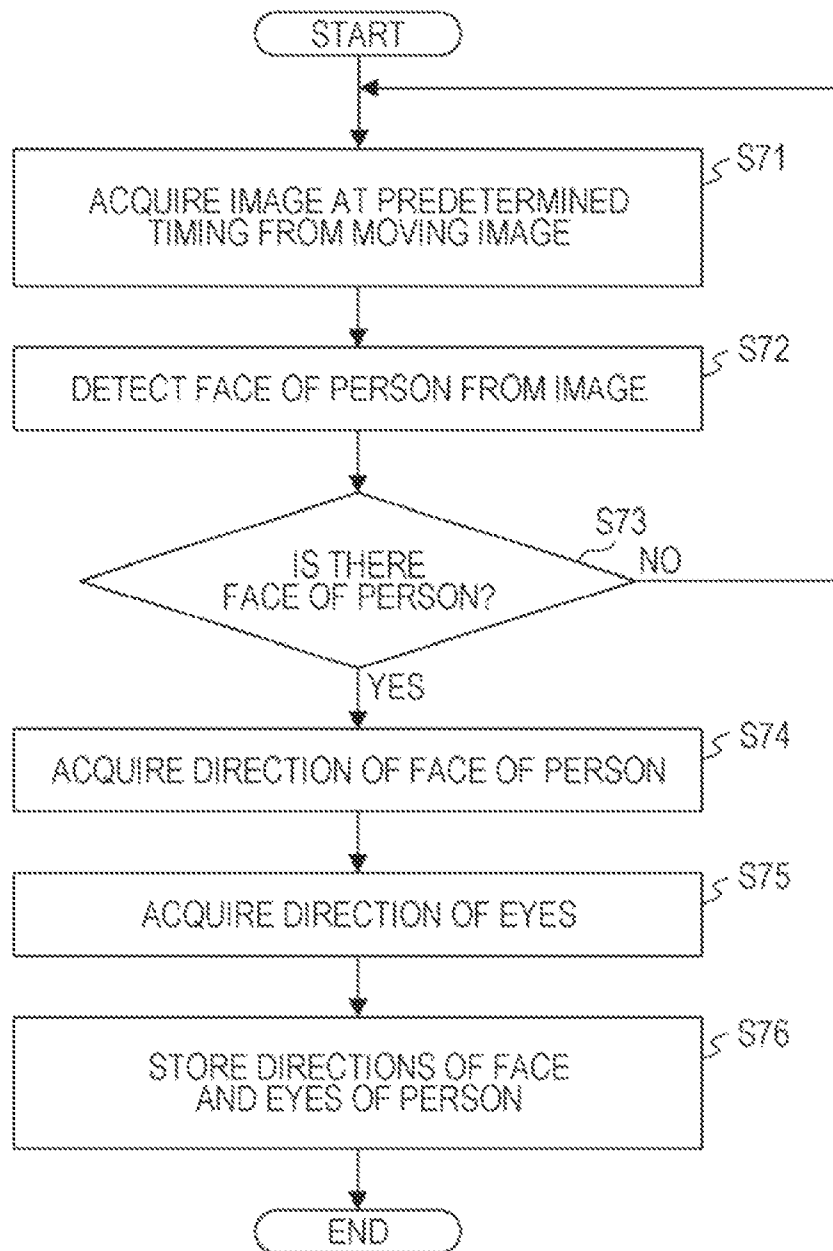 START
S71
ACQUIRE IMAGE AT PREDETERMINED
TIMING FROM MOVING IMAGE
S72
DETECT FACE OF PERSON FROM IMAGE
S73
IS THERE
FACE OF PERSON?
NO
YES
S74
ACQUIRE DIRECTION OF FACE OF PERSON
S75
ACQUIRE DIRECTION OF EYES
S76
STORE DIRECTIONS OF FACE
AND EYES OF PERSON
END